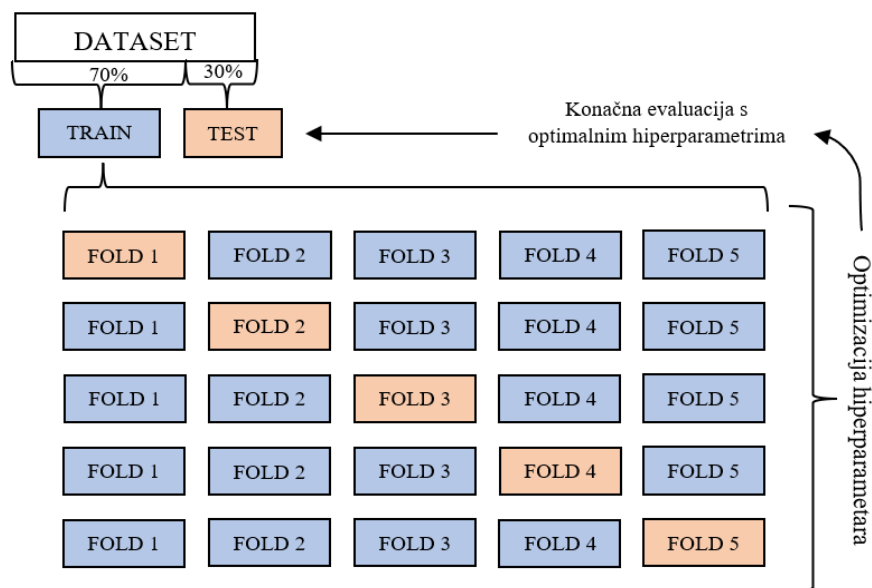 DATASET
70% 30%
TRAIN TEST
Konačna evaluacija s
optimalnim hiperparametrima
FOLD 1 FOLD 2 FOLD 3 FOLD 4 FOLD 5
FOLD 1 FOLD 2 FOLD 3 FOLD 4 FOLD 5
FOLD 1 FOLD 2 FOLD 3 FOLD 4 FOLD 5
FOLD 1 FOLD 2 FOLD 3 FOLD 4 FOLD 5
FOLD 1 FOLD 2 FOLD 3 FOLD 4 FOLD 5
Optimizacija hiperparametara